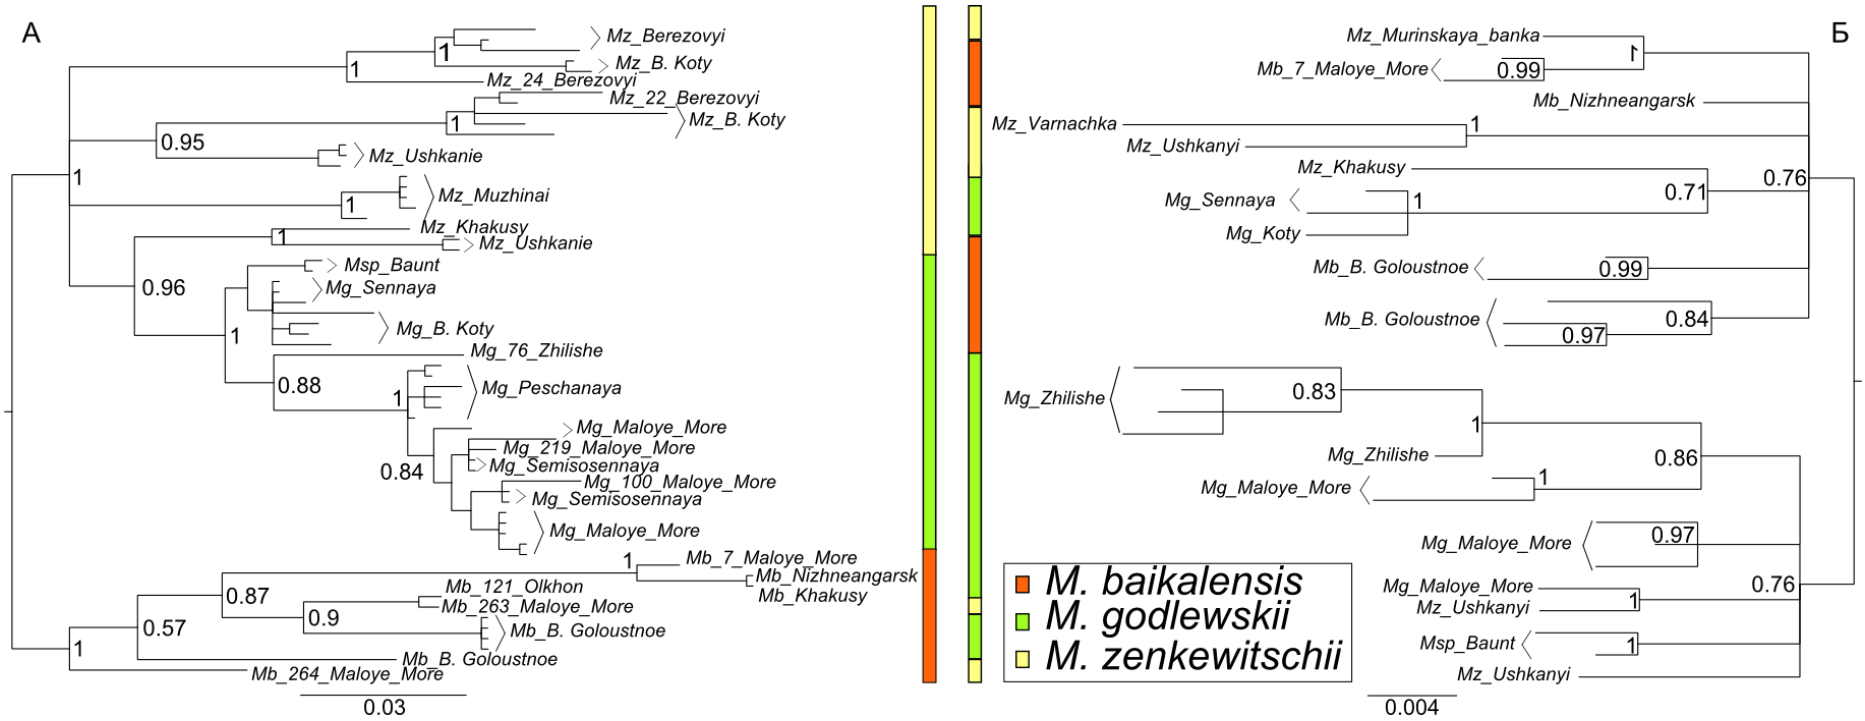 А
Mz_Berezovyi
1
Mz_B. Koty
1
Mz_24_Berezovyi
Mz_22_Berezovyi
Mz_B. Koty
1
0.95
Mz_Ushkanie
1
Mz_Muzhinai
1
Mz_Khakusy
1
Mz_Ushkanie
Msp_Baunt
0.96
Mg_Sennaya
Mg_B. Koty
1
Mg_76_Zhilishe
0.88
Mg_Peschanaya
1
Mg_Maloye_More
Mg_219_Maloye_More
Mg_Semisosennaya
0.84
Mg_100_Maloye_More
Mg_Semisosennaya
Mg_Maloye_More
1
Mb_7_Maloye_More
Mb_Nizhneangarsk
Mb_Khakusy
0.87
Mb_121_Olkhon
Mb_263_Maloye_More
0.9
0.57
Mb_B. Goloustnoe
1
Mb_B. Goloustnoe
Mb_264_Maloye_More
0.03
Б
Mz_Murinskaya_banka
1
Mb_7_Maloye_More
0.99
Mb_Nizhneangarsk
Mz_Varnachka
1
Mz_Ushkanyi
Mz_Khakusy
0.76
0.71
Mg_Sennaya
1
Mg_Koty
Mb_B. Goloustnoe
0.99
Mb_B. Goloustnoe
0.84
0.97
Mg_Zhilishe
0.83
1
Mg_Zhilishe
0.86
Mg_Maloye_More
1
Mg_Maloye_More
0.97
Mg_Maloye_More
0.76
Mz_Ushkanyi
1
Msp_Baunt
1
Mz_Ushkanyi
0.004
M. baikalensis
M. godlewskii
M. zenkewitschii